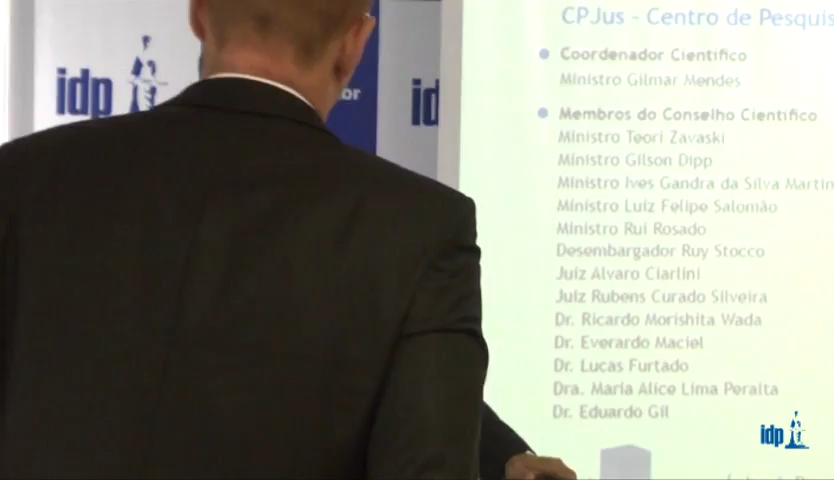 CPJus - Centro de Pesquis
Coordenador Científico
Ministro Gilmar Mendes
Membros do Conselho Científico
Ministro Teori Zavaski
Ministro Gilson Dipp
Ministro Ives Gandra da Silva Martin
Ministro Luiz Felipe Salomão
Ministro Rui Rosado
Desembargador Ruy Stocco
Juiz Alvaro Ciarlini
Juiz Rubens Curado Silveira
Dr. Ricardo Morishita Wada
Dr. Everardo Maciel
Dr. Lucas Furtado
Dra. Maria Alice Lima Peralta
Dr. Eduardo Gil
idp
or
id
idp